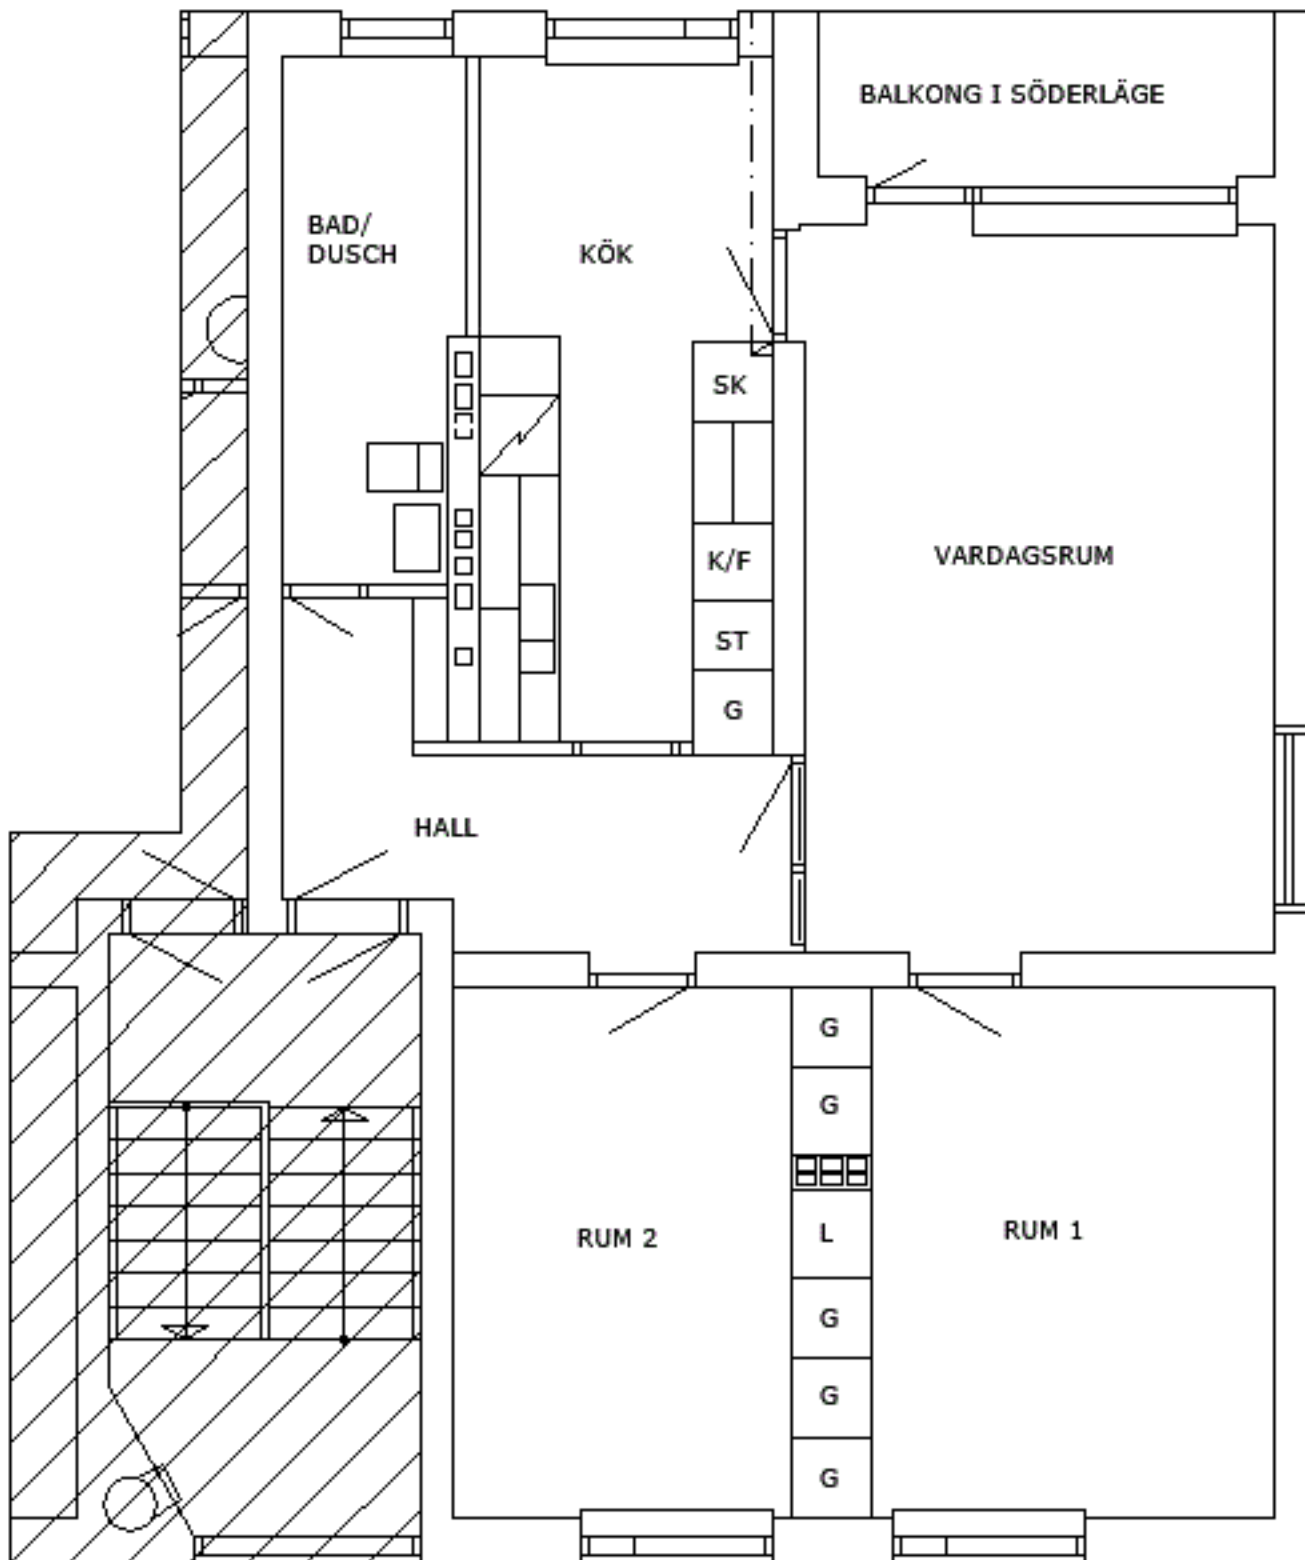 BALKONG I SÖDERLÄGE
BAD/
DUSCH
KÖK
SK
K/F
ST
G
VARDAGSRUM
HALL
G
G
L
G
G
G
RUM 2
RUM 1